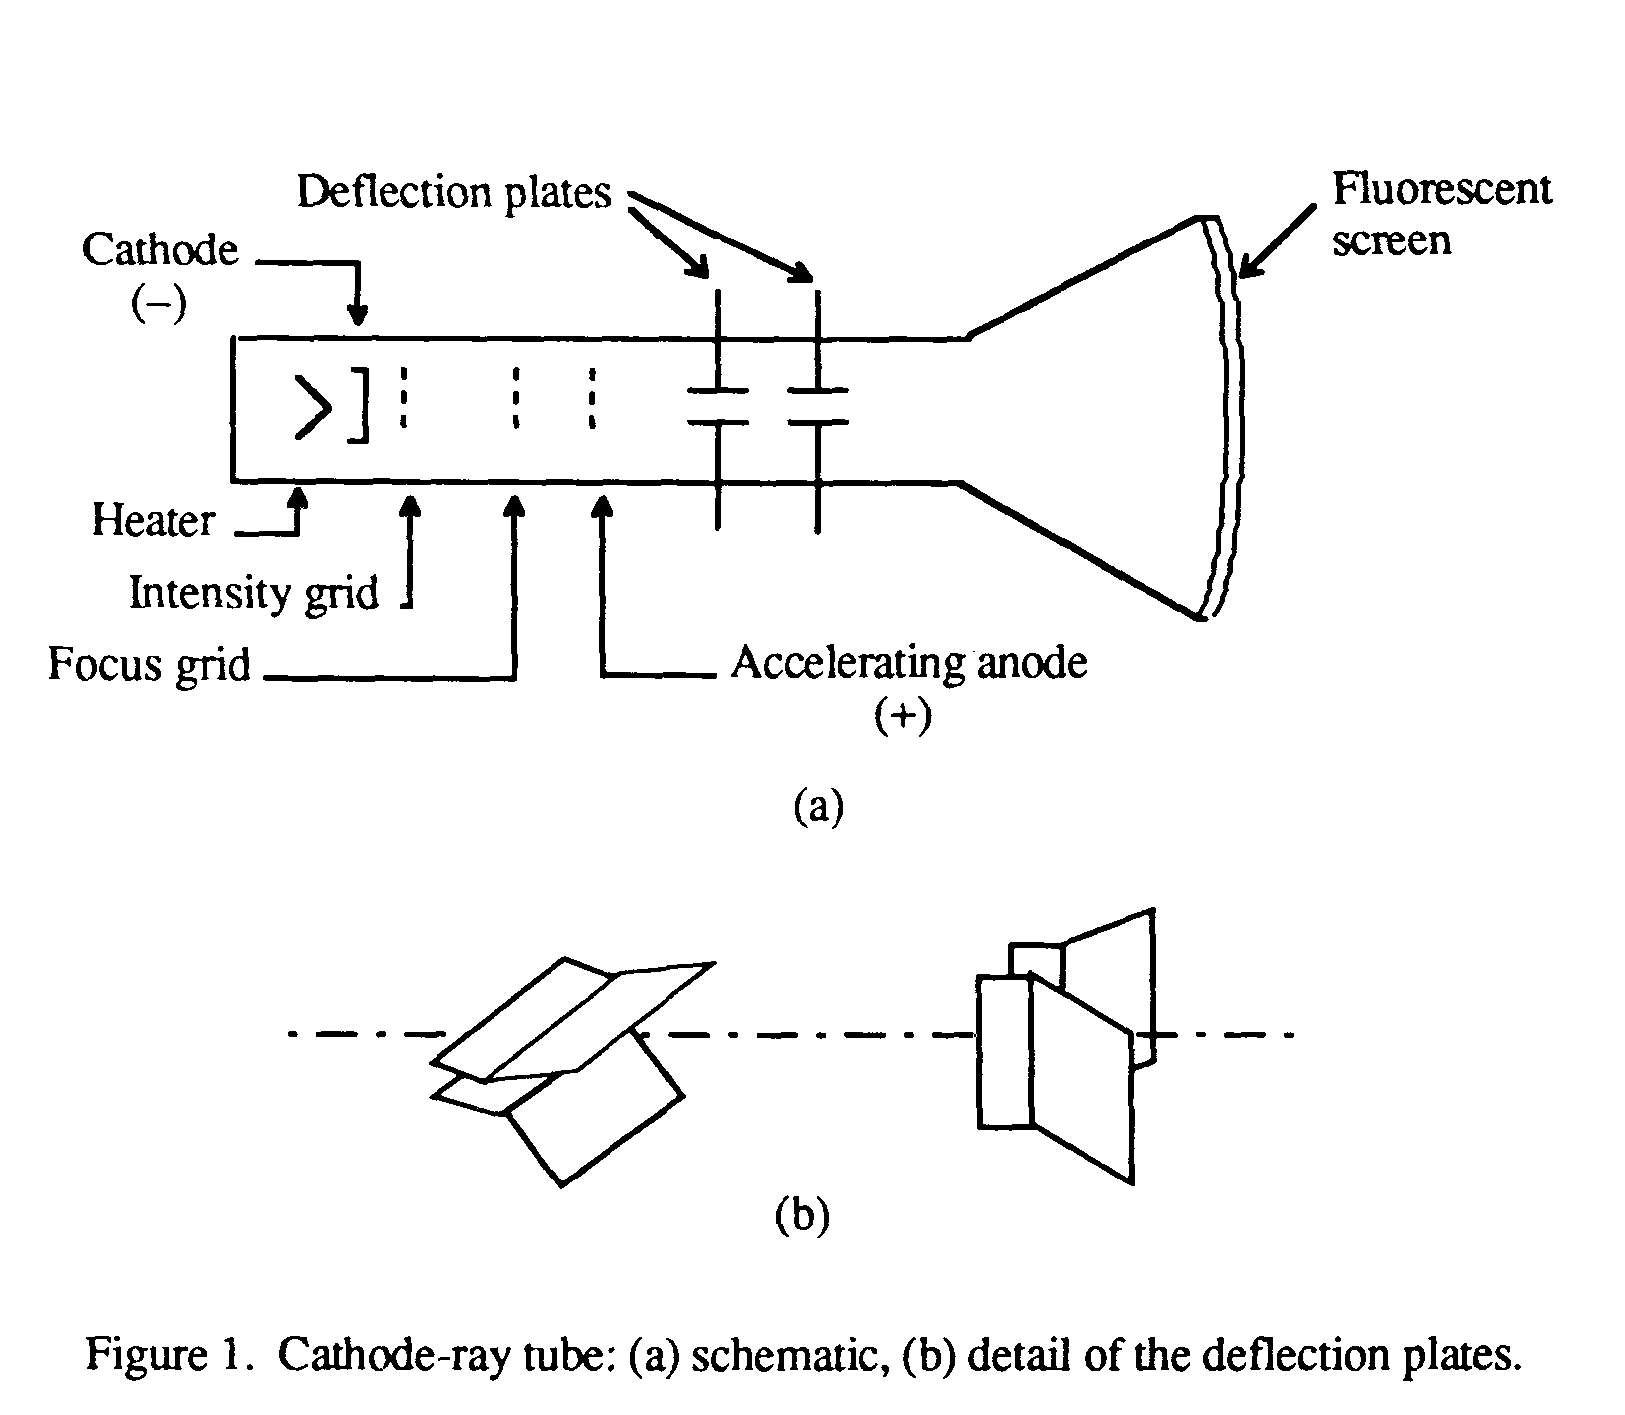 Deflection plates
Fluorescent
screen
Cathode
(–)
Heater
Intensity grid
Focus grid
Accelerating anode
(+)
(a)
(b)
Figure 1. Cathode-ray tube: (a) schematic, (b) detail of the deflection plates.